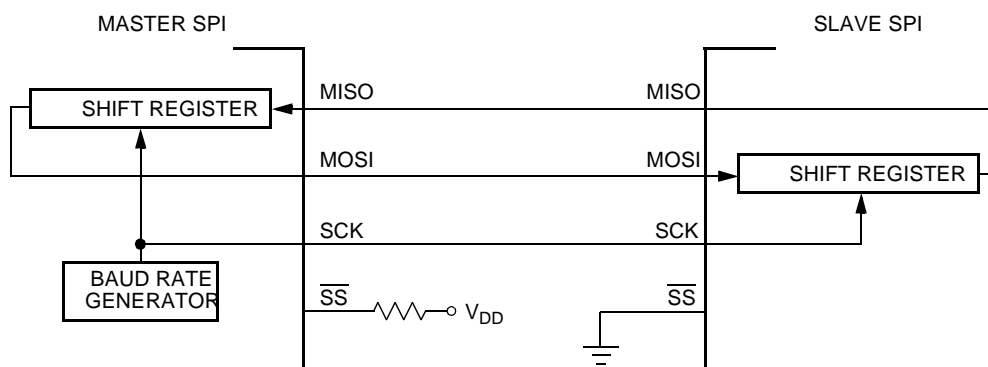 MASTER SPI
SLAVE SPI
MISO
MISO
SHIFT REGISTER
MOSI
MOSI
SHIFT REGISTER
SCK
SCK
BAUD RATE
GENERATOR
SS
VDD
SS